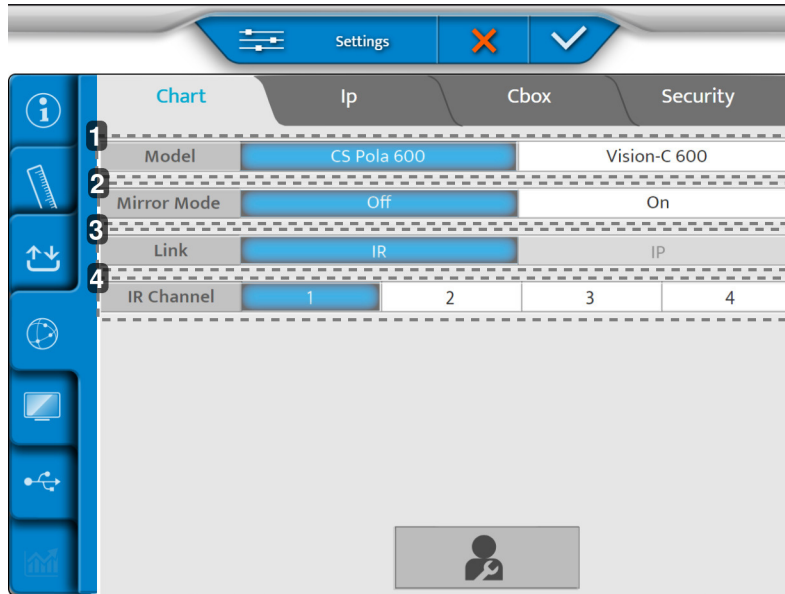 Settings
Chart Ip Cbox Security
1
Model CS Pola 600 Vision-C 600
2
Mirror Mode Off On
3
Link IR IP
4
IR Channel 1 2 3 4